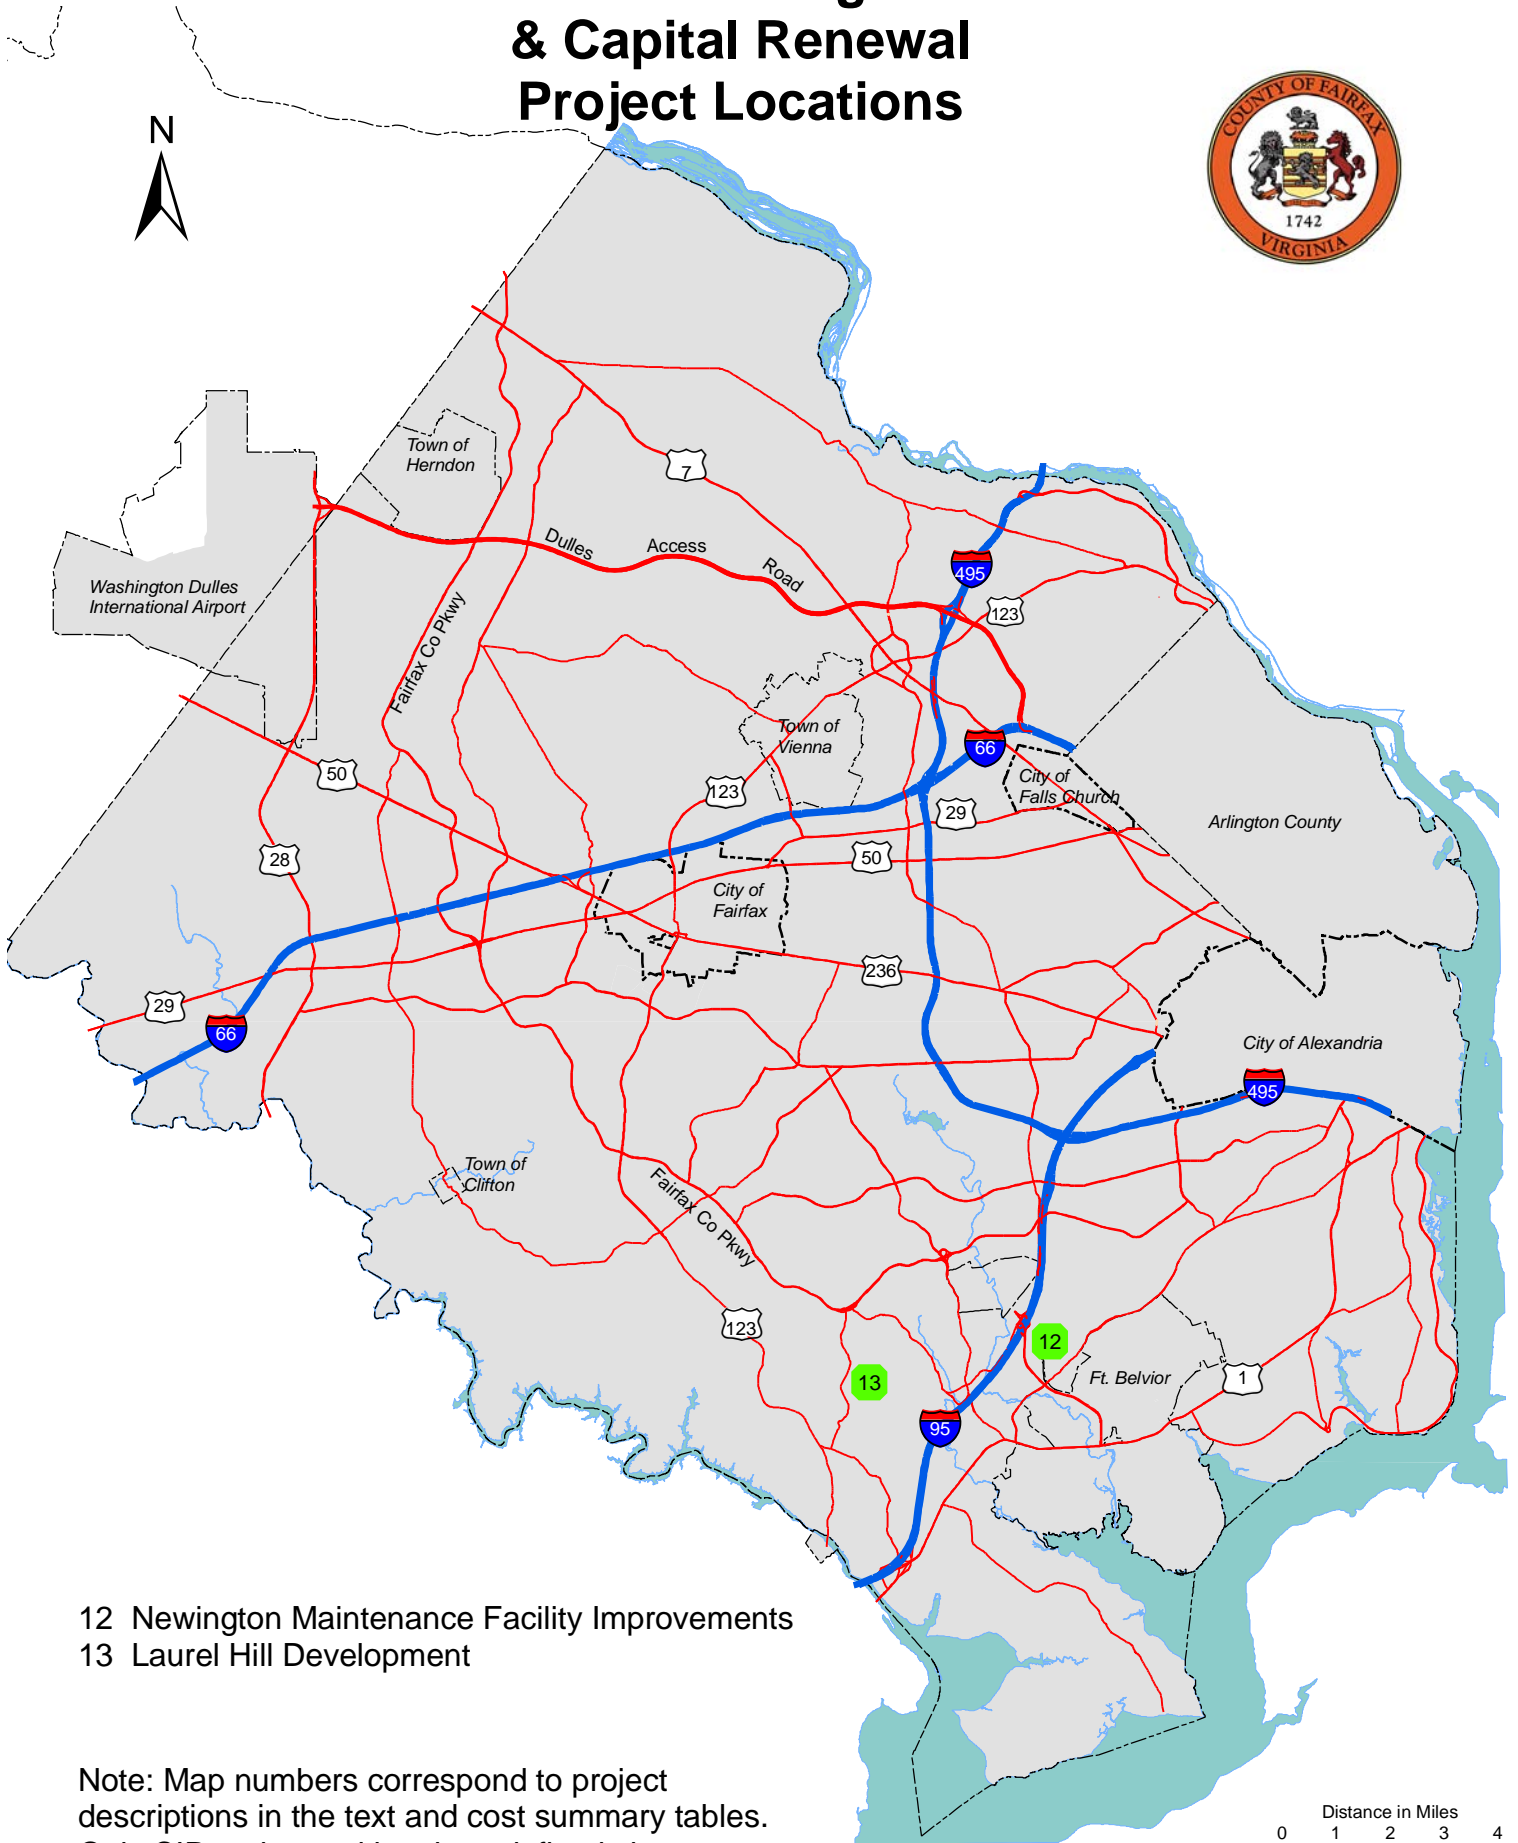 & Capital Renewal
Project Locations
N
COUNTY OF FAIRFAX
1742
VIRGINIA
Town of
Herndon
7
Dulles Access Road
495
123
Washington Dulles
International Airport
Fairfax Co Pkwy
Town of
Vienna
66
50
123
City of
Falls Church
29
Arlington County
28
50
City of
Fairfax
236
29
66
City of Alexandria
495
Town of
Clifton
Fairfax Co Pkwy
123
12
13
Ft. Belvior
1
95
12 Newington Maintenance Facility Improvements
13 Laurel Hill Development
Note: Map numbers correspond to project
descriptions in the text and cost summary tables.
Distance in Miles
0 1 2 3 4